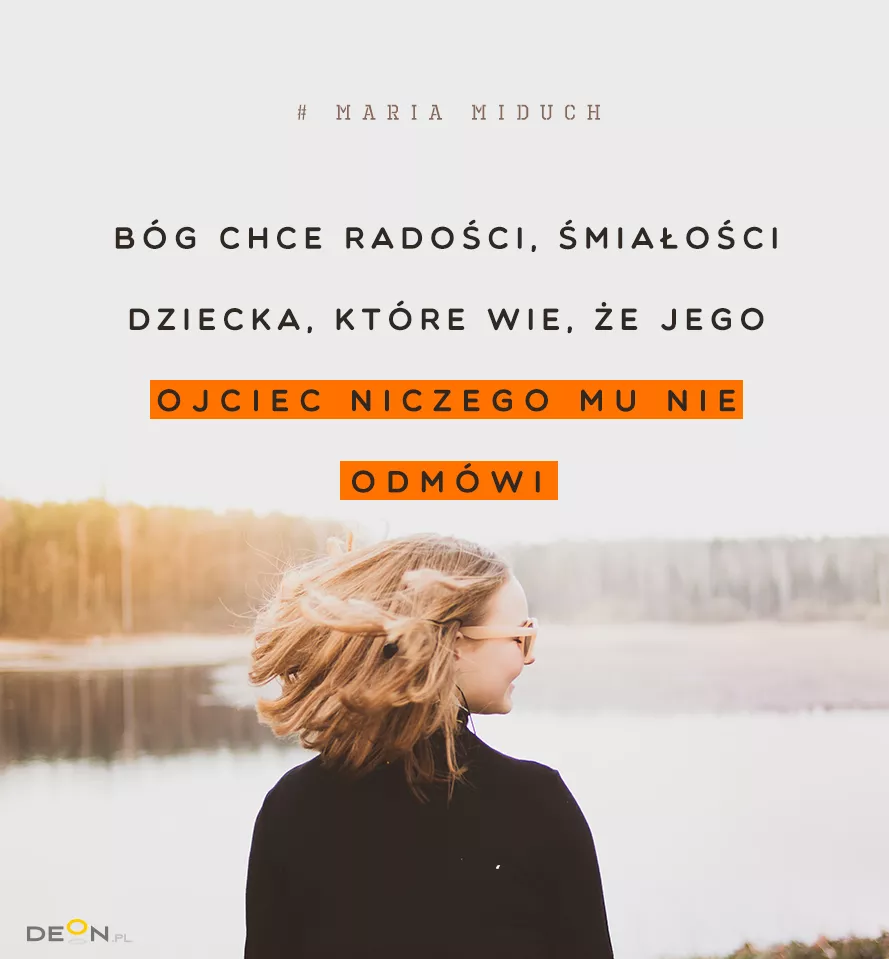 # MARIA MIDUCH
BÓG CHCE RADOŚCI, ŚMIAŁOŚCI
DZIECKA, KTÓRE WIE, ŻE JEGO
OJCIEC NICZEGO MU NIE
ODMÓWI
DEON.PL